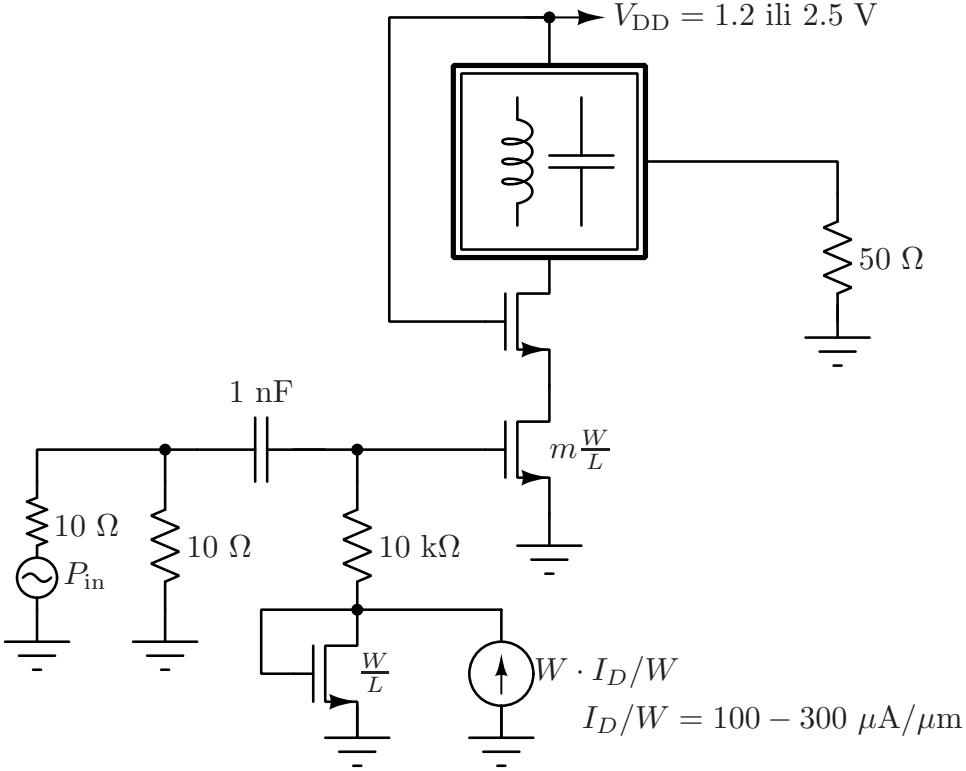 V_DD = 1.2 ili 2.5 V
50 Ω
1 nF
m W/L
10 Ω
10 Ω
10 kΩ
P_in
W/L
W · I_D/W
I_D/W = 100 − 300 μA/μm